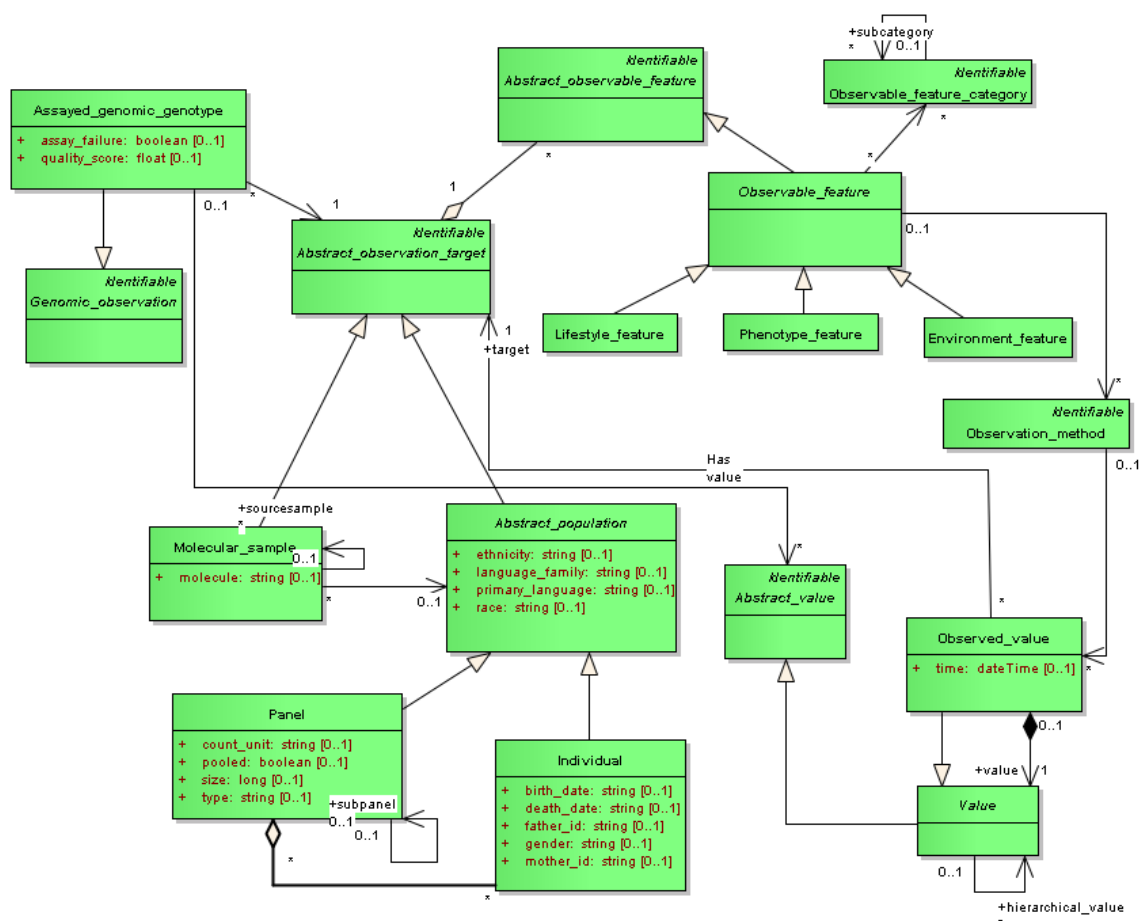 +subcategory
*
0..1
Identifiable
Abstract_observable_feature
Identifiable
Observable_feature_category
*
Assayed_genomic_genotype
+ assay_failure: boolean [0..1]
+ quality_score: float [0..1]
*
1
0..1
*
1
*
Observable_feature
0..1
Identifiable
Abstract_observation_target
Identifiable
Genomic_observation
1
+target
Lifestyle_feature
Phenotype_feature
Environment_feature
*
Identifiable
Observation_method
0..1
Has
value
+sourcesample
*
Molecular_sample
0..1
+ molecule: string [0..1]
*
0..1
Abstract_population
+ ethnicity: string [0..1]
+ language_family: string [0..1]
+ primary_language: string [0..1]
+ race: string [0..1]
*
Identifiable
Abstract_value
*
Observed_value
+ time: dateTime [0..1]
*
0..1
+value
1
Panel
+ count_unit: string [0..1]
+ pooled: boolean [0..1]
+ size: long [0..1]
+ type: string [0..1]
+subpanel
0..1
0..1
*
*
Individual
+ birth_date: string [0..1]
+ death_date: string [0..1]
+ father_id: string [0..1]
+ gender: string [0..1]
+ mother_id: string [0..1]
Value
0..1
+hierarchical_value
*